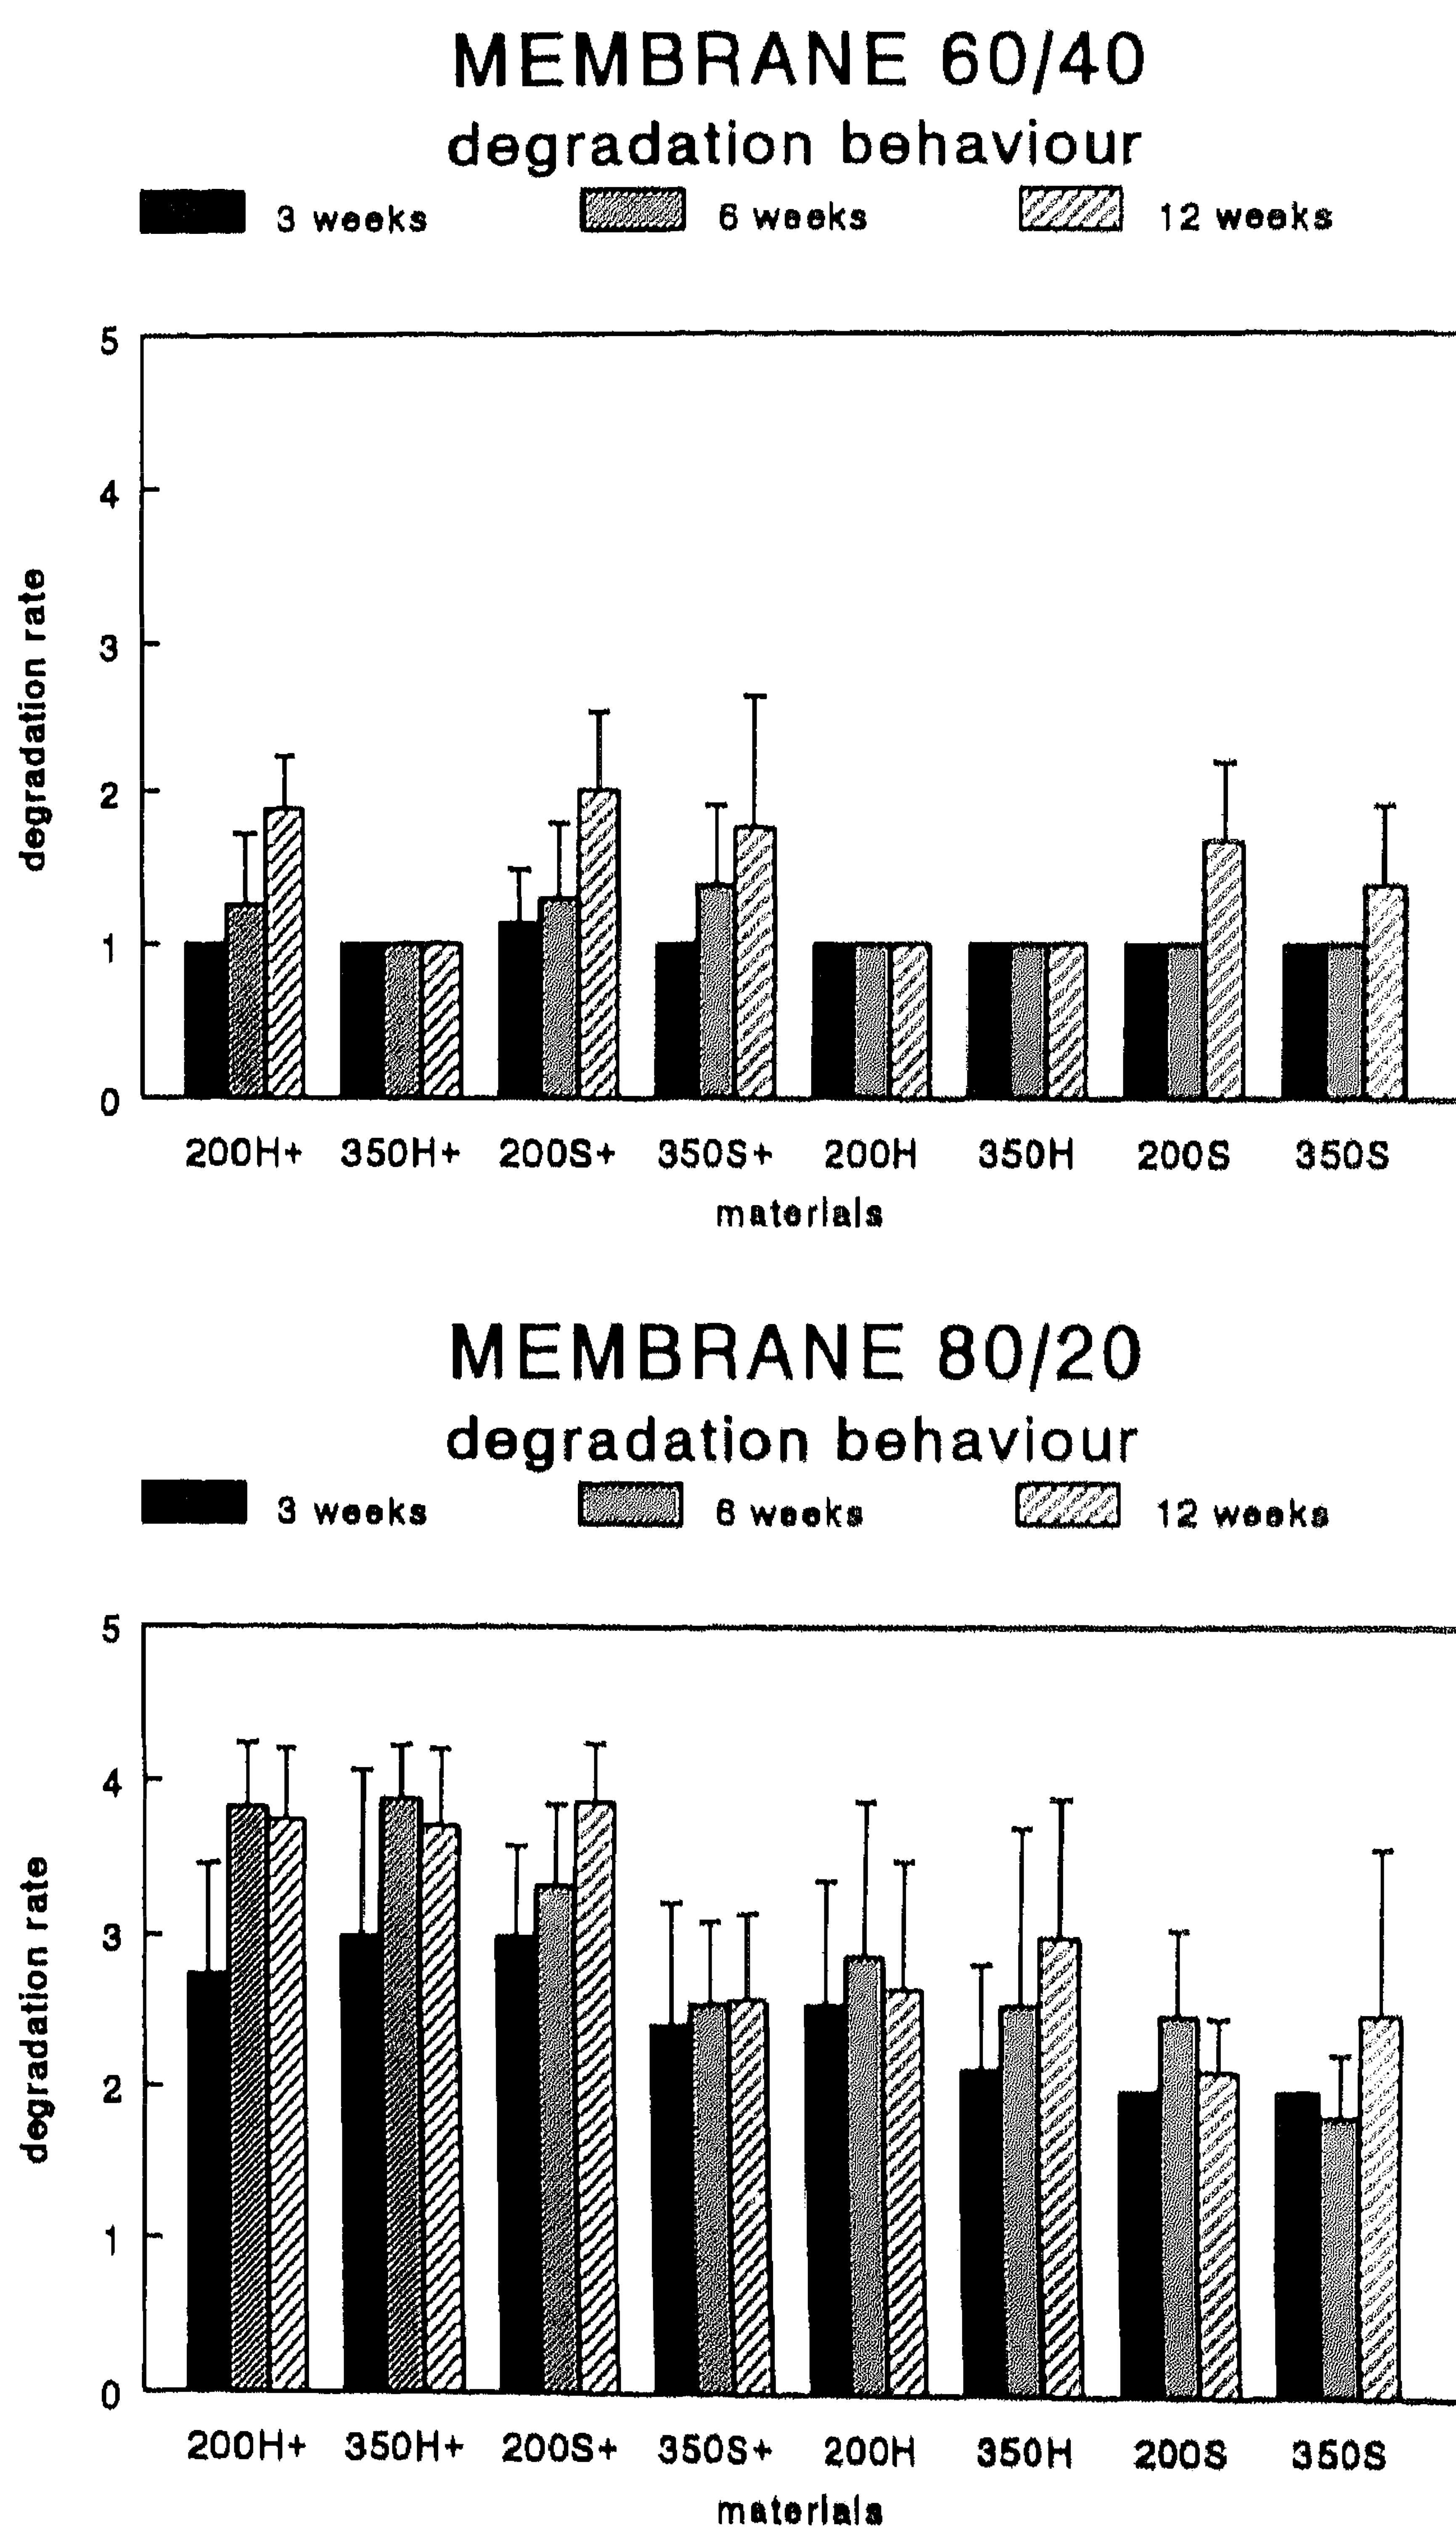 MEMBRANE 60/40
degradation behaviour
3 weeks 6 weeks 12 weeks
5
4
3
2
1
0
degradation rate
200H+ 350H+ 200S+ 350S+ 200H 350H 200S 350S
materials
MEMBRANE 80/20
degradation behaviour
3 weeks 6 weeks 12 weeks
5
4
3
2
1
0
degradation rate
200H+ 350H+ 200S+ 350S+ 200H 350H 200S 350S
materials